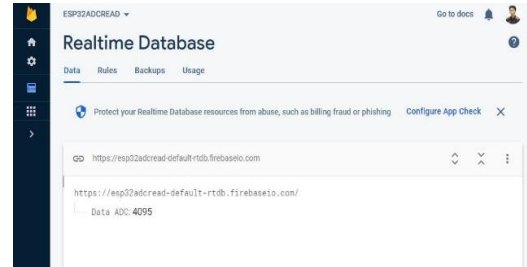 ESP32ADCREAD
Go to docs
Realtime Database
Data Rules Backups Usage
Protect your Realtime Database resources from abuse, such as billing fraud or phishing Configure App Check
https://esp32adcread-default-rtdb.firebaseio.com
https://esp32adcread-default-rtdb.firebaseio.com/
Data ADC: 4095